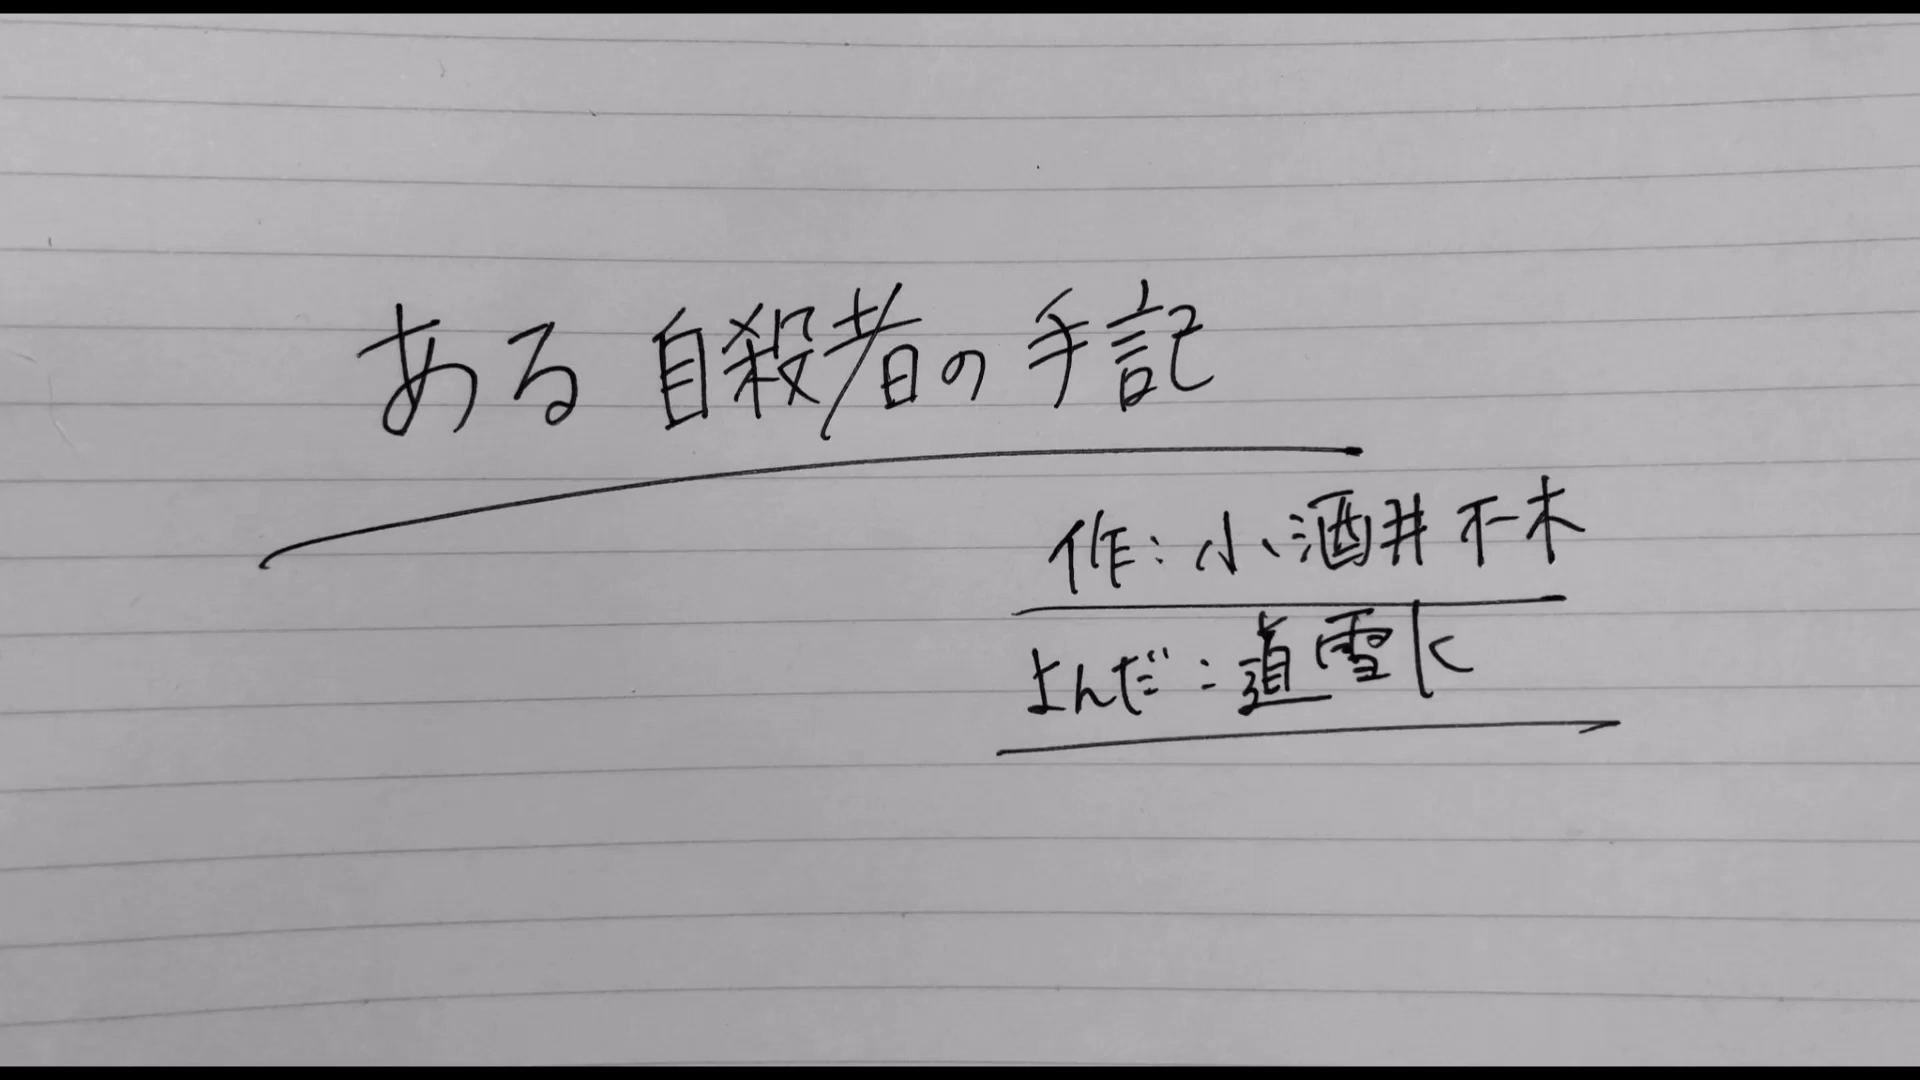 ある自殺者の手記
作：小酒井不木
よんだ：道雪